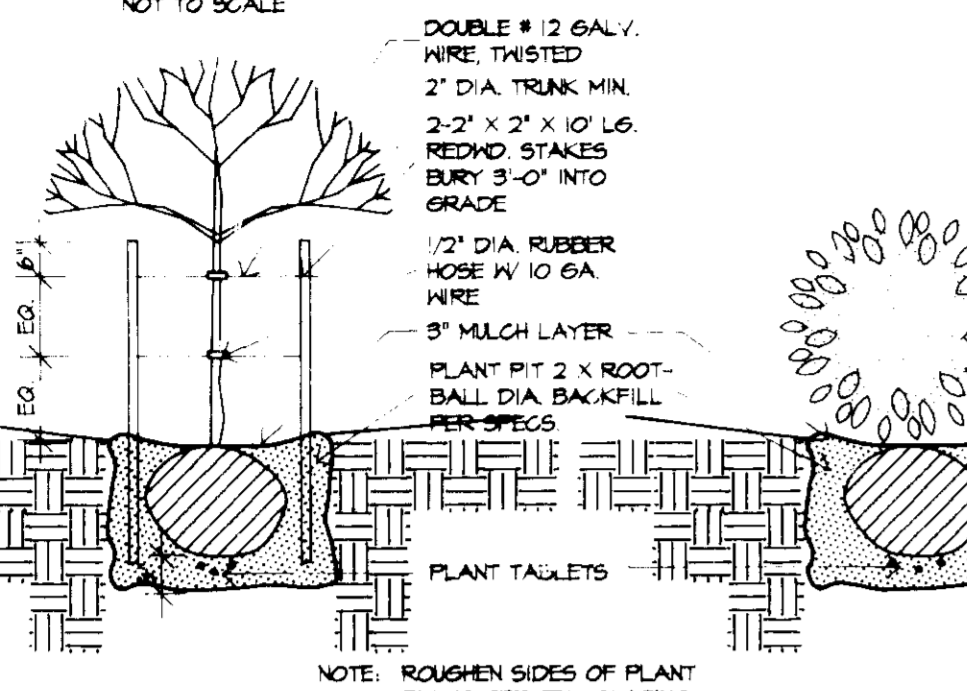 NOT TO SCALE
DOUBLE # 12 GALV.
WIRE, TWISTED
2" DIA. TRUNK MIN.
2-2" X 2" X 10' LG.
REDWD. STAKES
BURY 3'-0" INTO
GRADE
1/2" DIA. RUBBER
HOSE W/ 10 GA.
WIRE
3" MULCH LAYER
PLANT PIT 2 X ROOT-
BALL DIA. BACKFILL
PER SPECS.
PLANT TABLETS
6"
EQ.
EQ.
NOTE: ROUGHEN SIDES OF PLANT